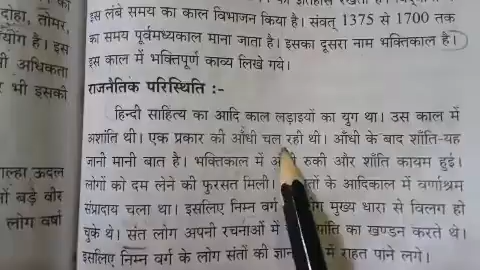 दोहा, तोमर,
योग है। इस
अधिकता
भी इसकी
आल्हा ऊदल
बड़े वीर
लोग वर्षा
इस लंबे समय का काल विभाजन किया है। संवत् 1375 से 1700 तक
का समय पूर्वमध्यकाल माना जाता है। इसका दूसरा नाम भक्तिकाल है।
इस काल में भक्तिपूर्ण काव्य लिखे गये।
राजनैतिक परिस्थिति :-
हिन्दी साहित्य का आदि काल लड़ाइयों का युग था। उस काल में
अशांति थी। एक प्रकार की आँधी चल रही थी। आँधी के बाद शाँति-यह
जानी मानी बात है। भक्तिकाल में रुकी और शाँति कायम हुई।
लोगों को दम लेने की फुरसत मिली। के आदिकाल में वर्णाश्रम
संप्रादाय चला था। इसलिए निम्न वर्ग मुख्य धारा से विलग हो
चुके थे। संत लोग अपनी रचनाओं में का खण्डन करते थे।
इसलिए निम्न वर्ग के लोग संतों की में राहत पाने लगे।